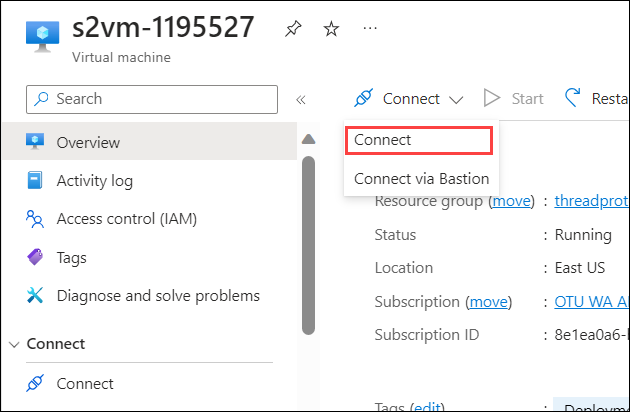 s2vm-1195527
Virtual machine
Search
Overview
Activity log
Access control (IAM)
Tags
Diagnose and solve problems
Connect
Connect
Connect
Start
Resta
Connect
Connect via Bastion
Resource group (move) : threadprot
Status : Running
Location : East US
Subscription (move) : OTU WA A
Subscription ID : 8e1ea0a6-
Tags (edit) : Deployme